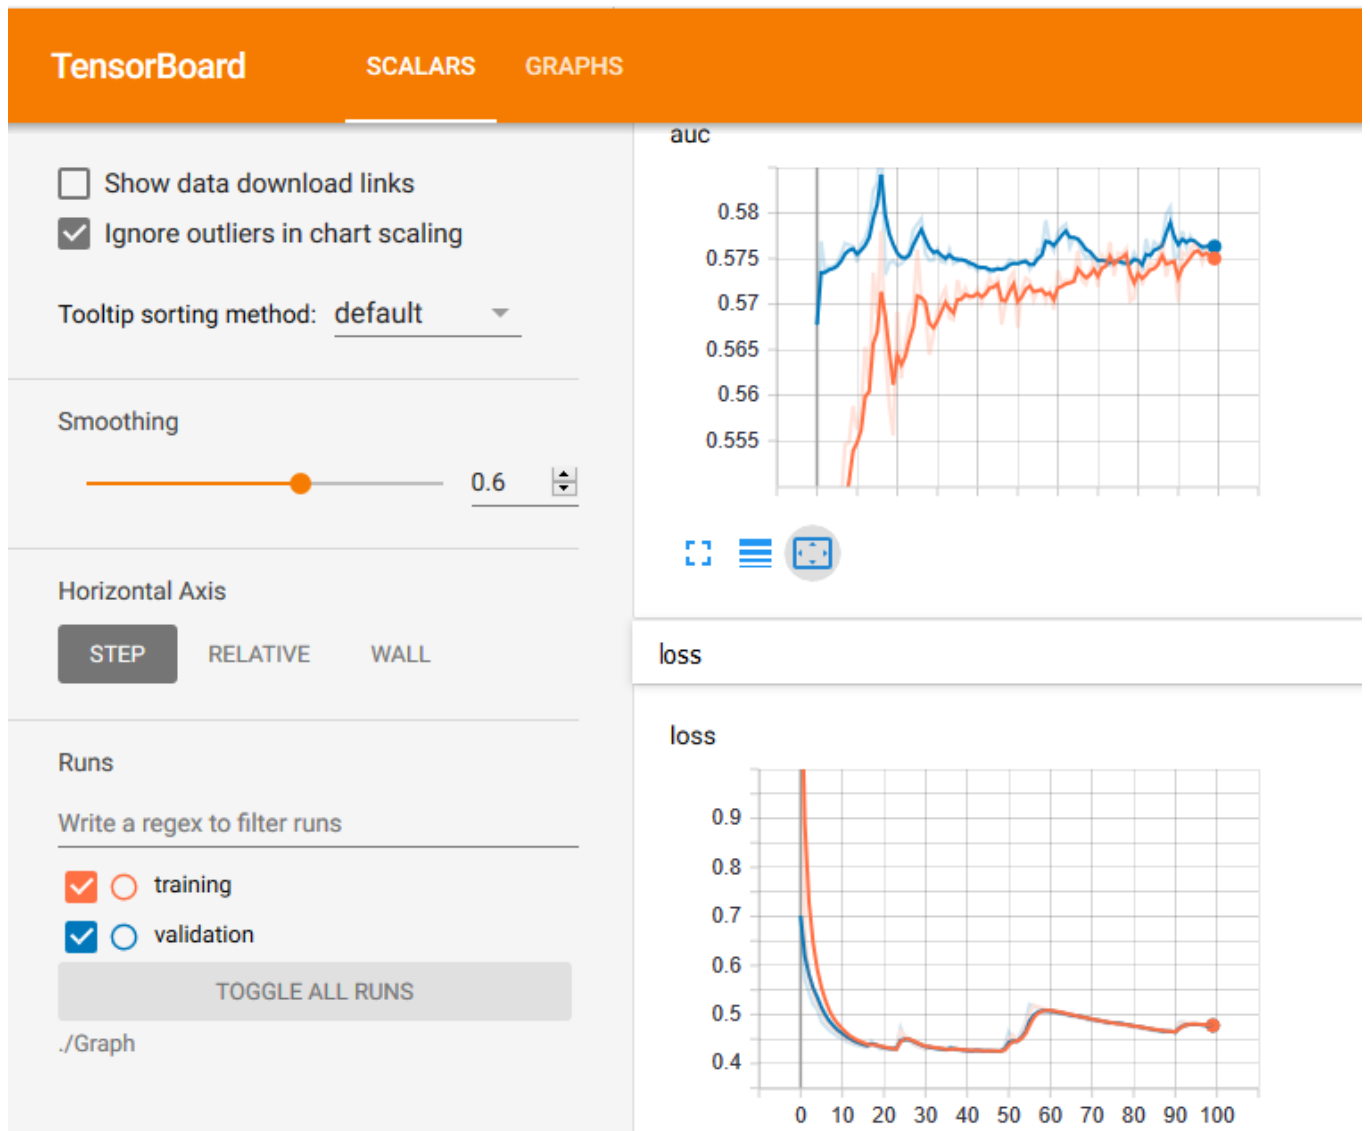 TensorBoard SCALARS GRAPHS
Show data download links
Ignore outliers in chart scaling
Tooltip sorting method: default
Smoothing
0.6
Horizontal Axis
STEP RELATIVE WALL
Runs
Write a regex to filter runs
training
validation
TOGGLE ALL RUNS
./Graph
auc
0.58
0.575
0.57
0.565
0.56
0.555
loss
loss
0.9
0.8
0.7
0.6
0.5
0.4
0 10 20 30 40 50 60 70 80 90 100